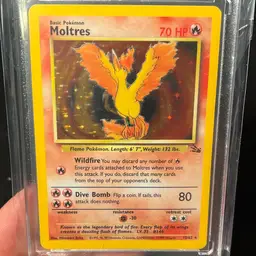 Basic Pokémon
Moltres
70 HP
Flame Pokémon. Length: 6' 7", Weight: 132 lbs.
Wildfire You may discard any number of
Energy cards attached to Moltres when you use
this attack. If you do, discard that many cards
from the top of your opponent's deck.
Dive Bomb Flip a coin. If tails, this
attack does nothing.
80
weakness
resistance
retreat cost
-30
Known as the legendary bird of fire. Every flap of its wings
creates a dazzling flash of flames. LV. 35